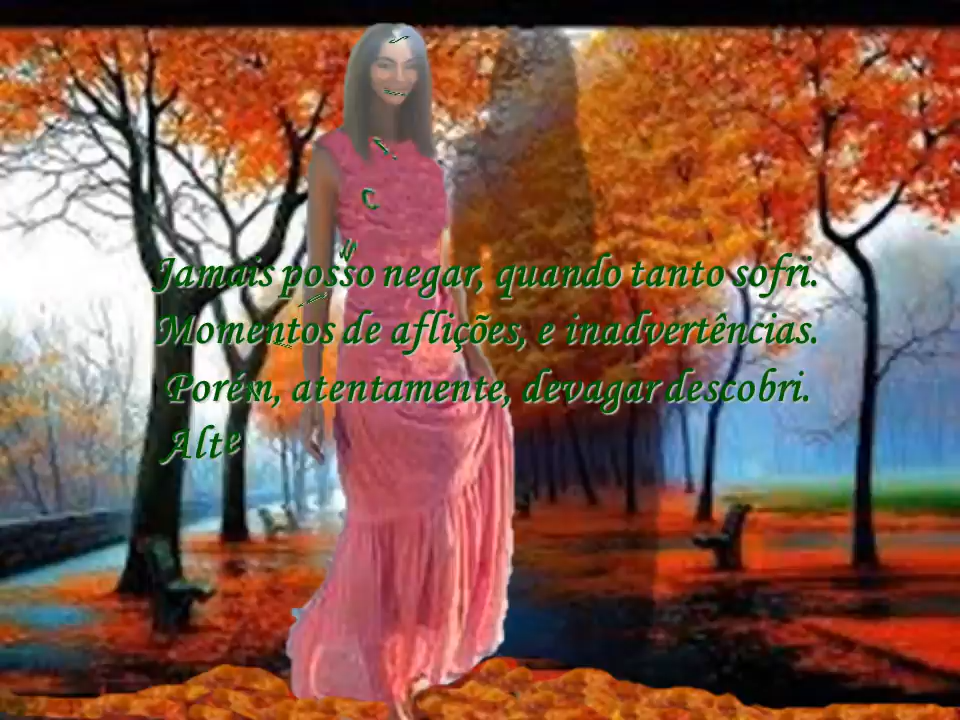 Jamais posso negar, quando tanto sofri.
Momentos de aflições, e inadvertências.
Porém, atentamente, devagar descobri.
Alte